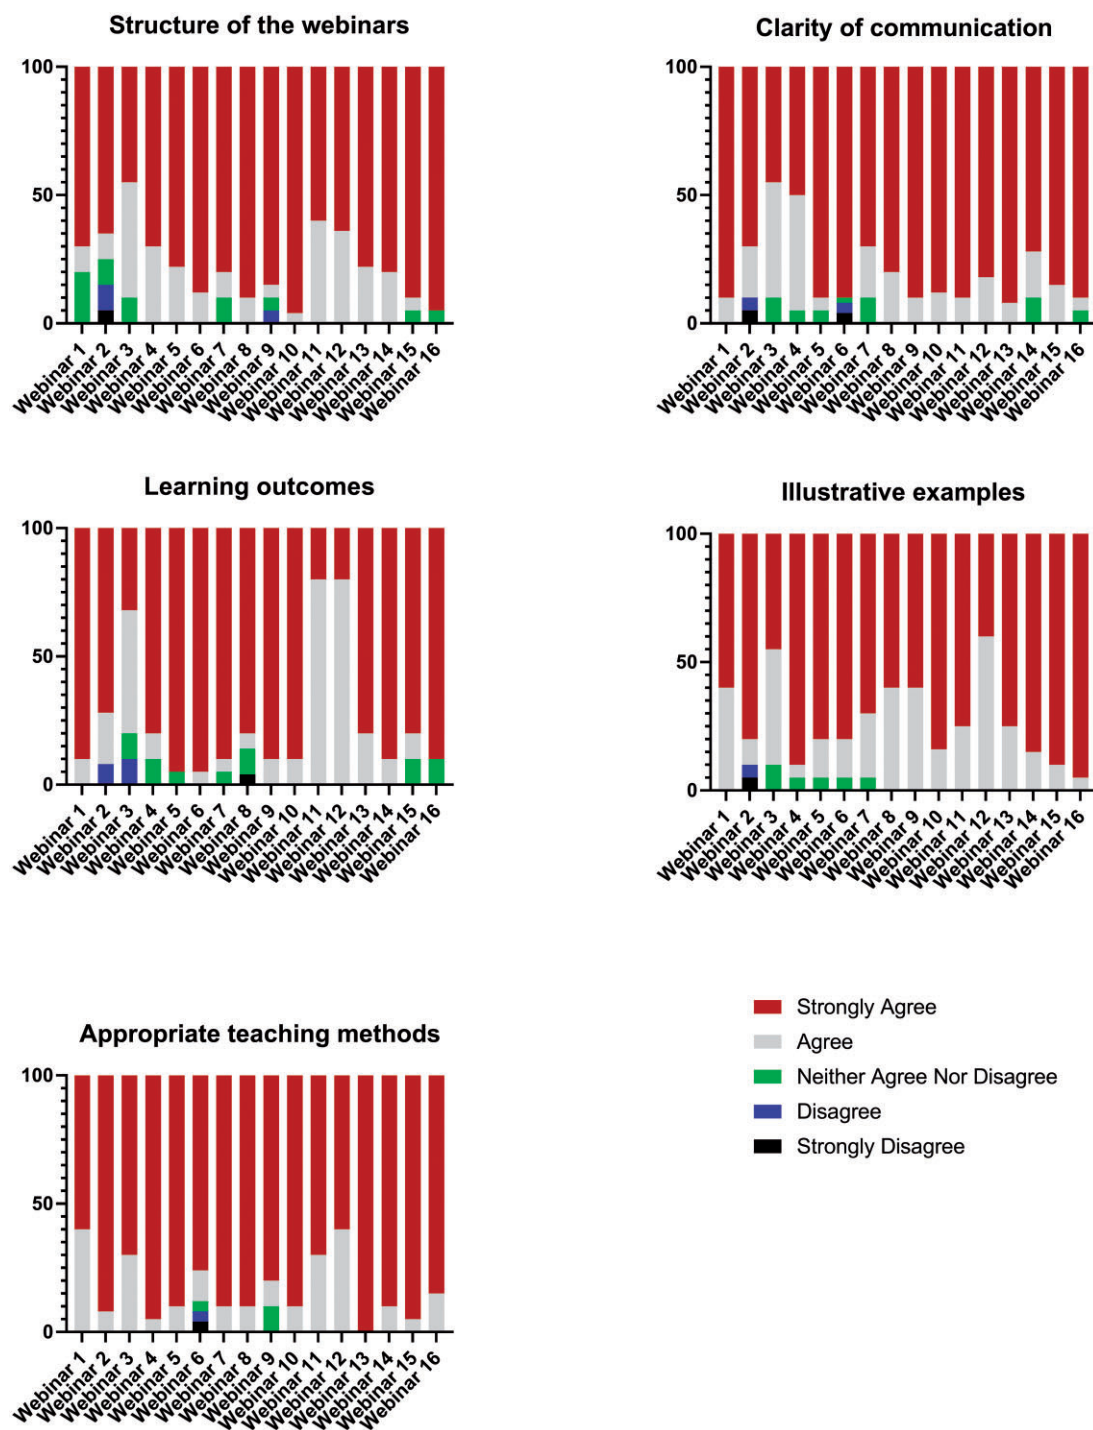 Structure of the webinars
100
50
0
Webinar 1
Webinar 2
Webinar 3
Webinar 4
Webinar 5
Webinar 6
Webinar 7
Webinar 8
Webinar 9
Webinar 10
Webinar 11
Webinar 12
Webinar 13
Webinar 14
Webinar 15
Webinar 16
Clarity of communication
100
50
0
Webinar 1
Webinar 2
Webinar 3
Webinar 4
Webinar 5
Webinar 6
Webinar 7
Webinar 8
Webinar 9
Webinar 10
Webinar 11
Webinar 12
Webinar 13
Webinar 14
Webinar 15
Webinar 16
Learning outcomes
100
50
0
Webinar 1
Webinar 2
Webinar 3
Webinar 4
Webinar 5
Webinar 6
Webinar 7
Webinar 8
Webinar 9
Webinar 10
Webinar 11
Webinar 12
Webinar 13
Webinar 14
Webinar 15
Webinar 16
Illustrative examples
100
50
0
Webinar 1
Webinar 2
Webinar 3
Webinar 4
Webinar 5
Webinar 6
Webinar 7
Webinar 8
Webinar 9
Webinar 10
Webinar 11
Webinar 12
Webinar 13
Webinar 14
Webinar 15
Webinar 16
Appropriate teaching methods
100
50
0
Webinar 1
Webinar 2
Webinar 3
Webinar 4
Webinar 5
Webinar 6
Webinar 7
Webinar 8
Webinar 9
Webinar 10
Webinar 11
Webinar 12
Webinar 13
Webinar 14
Webinar 15
Webinar 16
Strongly Agree
Agree
Neither Agree Nor Disagree
Disagree
Strongly Disagree